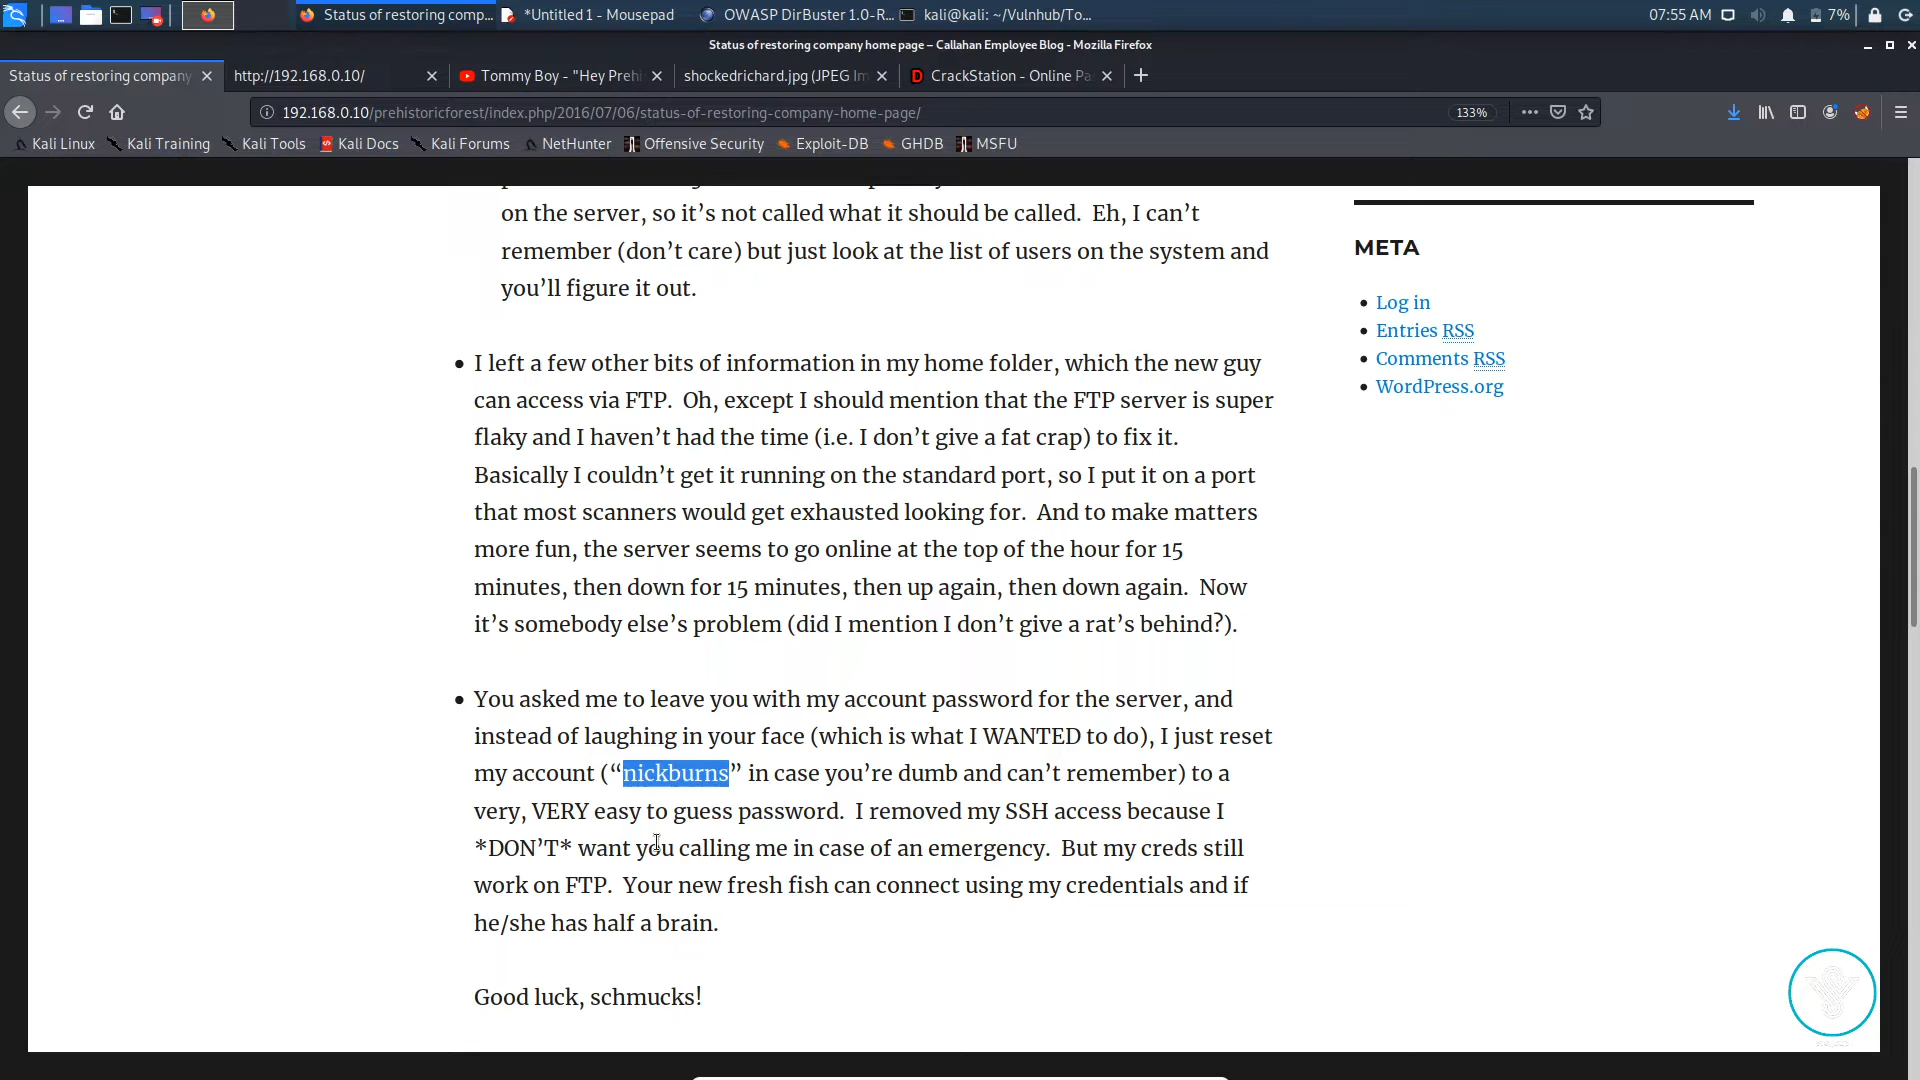 Status of restoring comp...
*Untitled 1 - Mousepad
OWASP DirBuster 1.0-R...
kali@kali: ~/Vulnhub/To...
07:55 AM
7%
Status of restoring company home page – Callahan Employee Blog - Mozilla Firefox
Status of restoring company
http://192.168.0.10/
Tommy Boy - "Hey Prehi
shockedrichard.jpg (JPEG Im
CrackStation - Online Pa
192.168.0.10/prehistoricforest/index.php/2016/07/06/status-of-restoring-company-home-page/
133%
Kali Linux
Kali Training
Kali Tools
Kali Docs
Kali Forums
NetHunter
Offensive Security
Exploit-DB
GHDB
MSFU
on the server, so it’s not called what it should be called.  Eh, I can’t
remember (don’t care) but just look at the list of users on the system and
you’ll figure it out.
• I left a few other bits of information in my home folder, which the new guy
can access via FTP.  Oh, except I should mention that the FTP server is super
flaky and I haven’t had the time (i.e. I don’t give a fat crap) to fix it.
Basically I couldn’t get it running on the standard port, so I put it on a port
that most scanners would get exhausted looking for.  And to make matters
more fun, the server seems to go online at the top of the hour for 15
minutes, then down for 15 minutes, then up again, then down again.  Now
it’s somebody else’s problem (did I mention I don’t give a rat’s behind?).
• You asked me to leave you with my account password for the server, and
instead of laughing in your face (which is what I WANTED to do), I just reset
my account (“nickburns” in case you’re dumb and can’t remember) to a
very, VERY easy to guess password.  I removed my SSH access because I
*DON’T* want you calling me in case of an emergency.  But my creds still
work on FTP.  Your new fresh fish can connect using my credentials and if
he/she has half a brain.
Good luck, schmucks!
META
• Log in
• Entries RSS
• Comments RSS
• WordPress.org